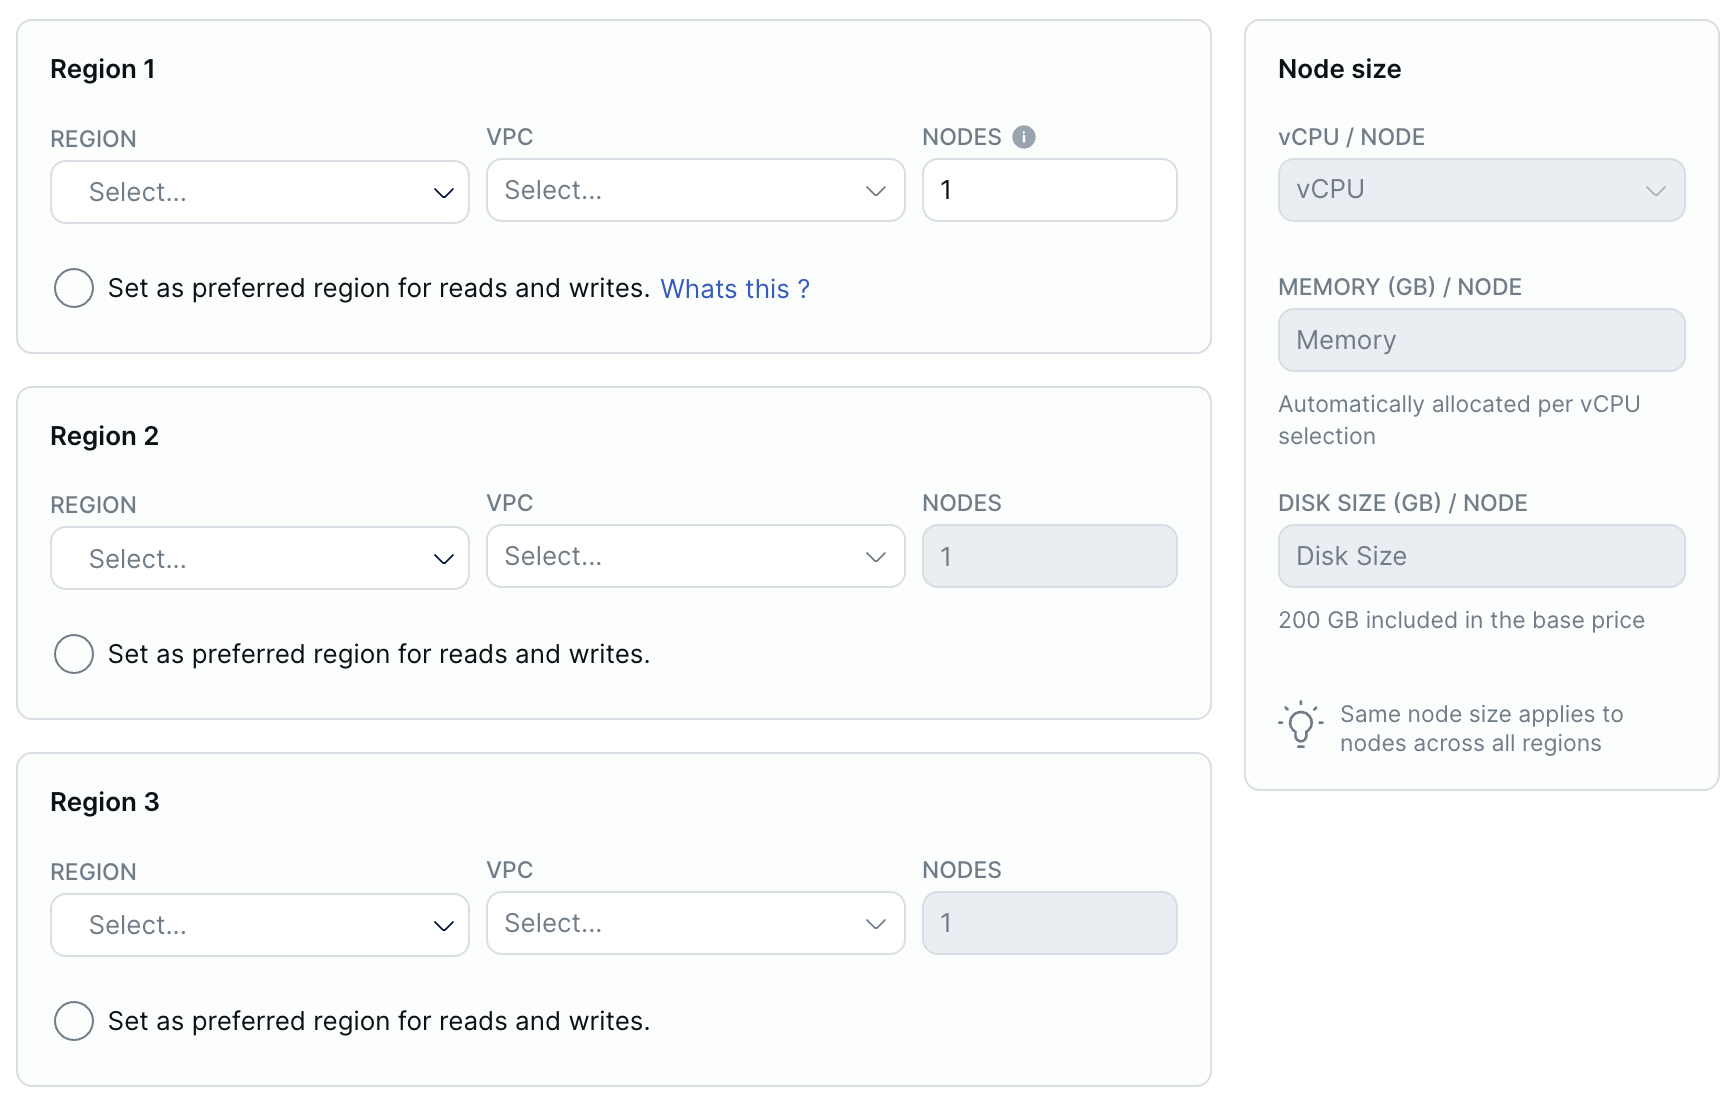 Region 1
REGION
VPC
NODES
Select...
Select...
1
Set as preferred region for reads and writes. Whats this ?
Region 2
REGION
VPC
NODES
Select...
Select...
1
Set as preferred region for reads and writes.
Region 3
REGION
VPC
NODES
Select...
Select...
1
Set as preferred region for reads and writes.
Node size
vCPU / NODE
vCPU
MEMORY (GB) / NODE
Memory
Automatically allocated per vCPU
selection
DISK SIZE (GB) / NODE
Disk Size
200 GB included in the base price
Same node size applies to
nodes across all regions